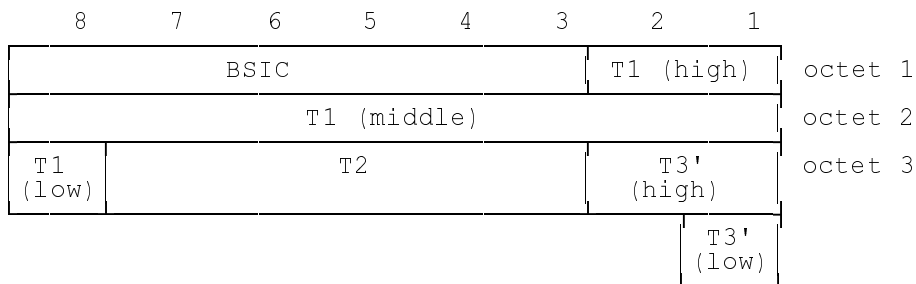 8 7 6 5 4 3 2 1
BSIC T1 (high) octet 1
T1 (middle) octet 2
T1 T2 T3' octet 3
(low) (high)
T3'
(low)